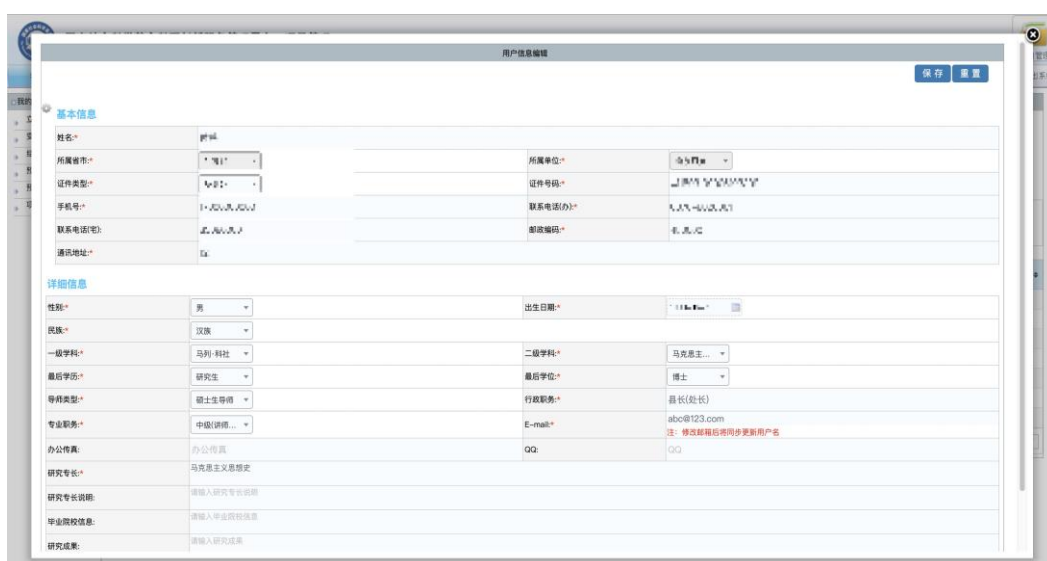 用户信息编辑
保存 重置
基本信息
姓名:*
所属省市:* 所属单位:*
证件类型:* 证件号码:*
手机号:* 联系电话(办):*
联系电话(宅): 邮政编码:*
通讯地址:*
详细信息
性别:* 男 出生日期:*
民族:* 汉族
一级学科:* 马列·科社 二级学科:* 马克思主...
最后学历:* 研究生 最后学位:* 博士
导师类型:* 硕士生导师 行政职务:* 县长(处长)
专业职务:* 中级(讲师... E-mail:* abc@123.com
注：修改邮箱后将同步更新用户名
办公传真: 办公传真 QQ: QQ
研究专长:* 马克思主义思想史
研究专长说明: 请输入研究专长说明
毕业院校信息: 请输入毕业院校信息
研究成果: 请输入研究成果